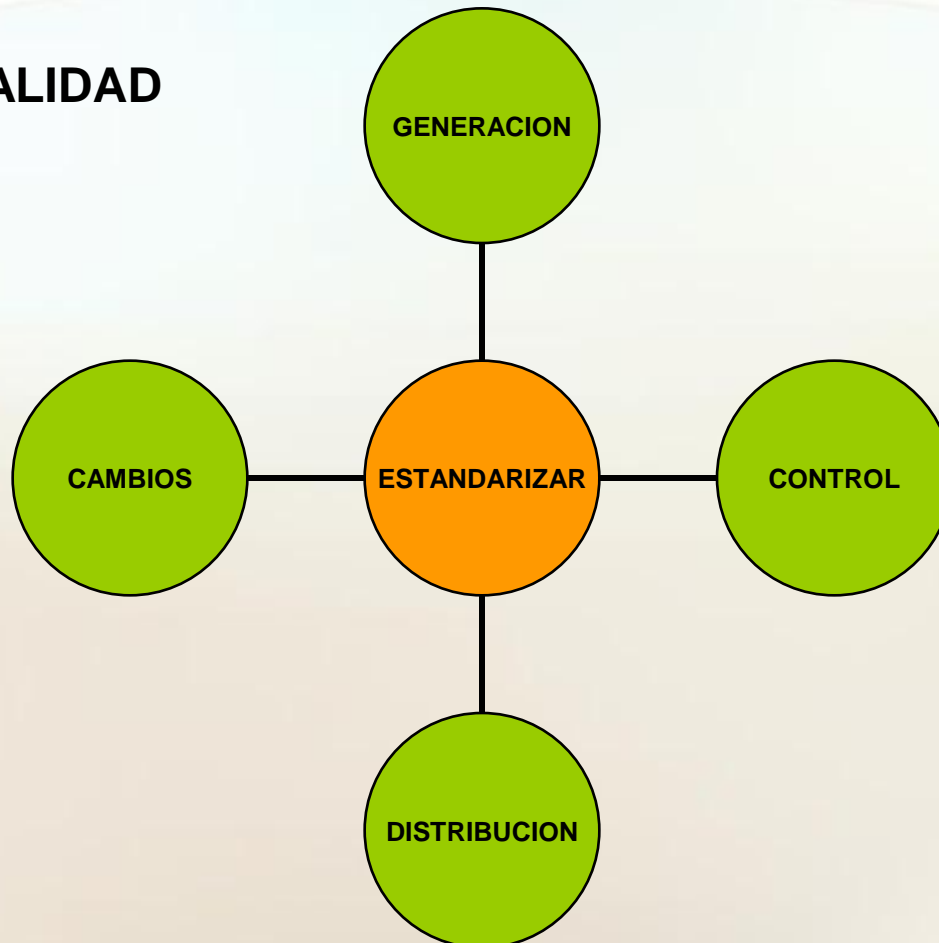 ALIDAD
GENERACION
CAMBIOS
ESTANDARIZAR
CONTROL
DISTRIBUCION